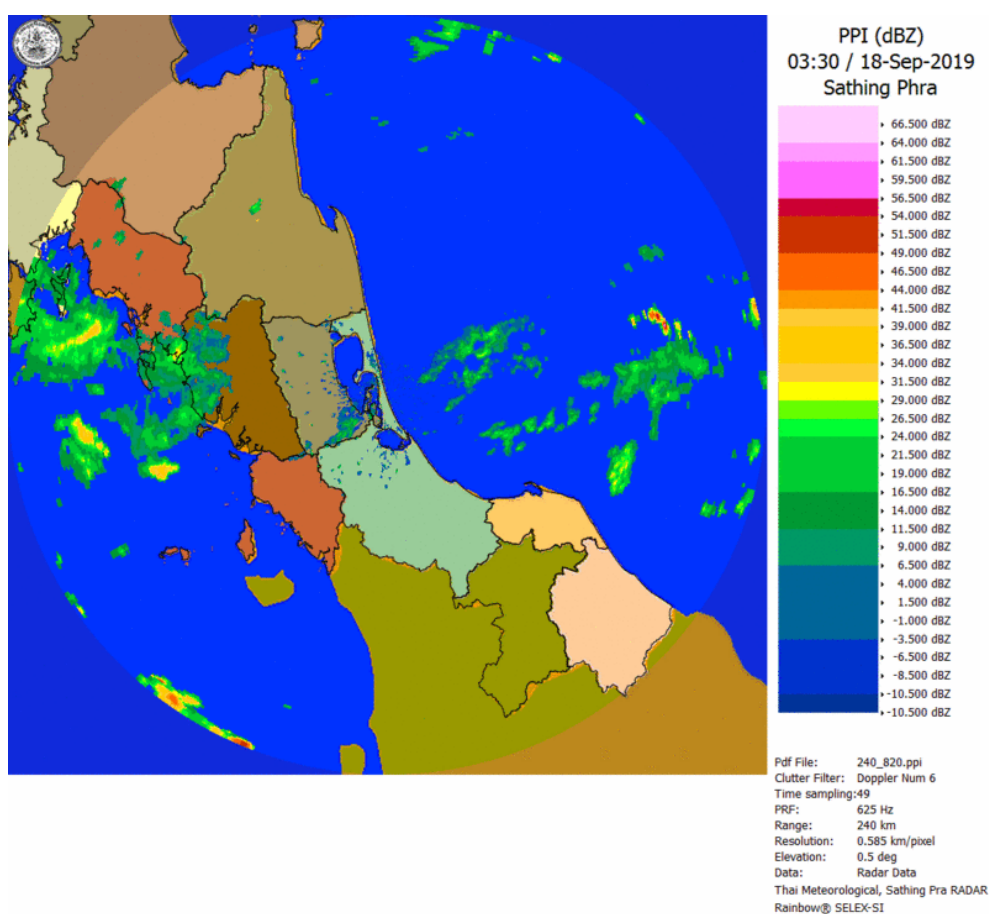 PPI (dBZ)
03:30 / 18-Sep-2019
Sathing Phra
66.500 dBZ
64.000 dBZ
61.500 dBZ
59.500 dBZ
56.500 dBZ
54.000 dBZ
51.500 dBZ
49.000 dBZ
46.500 dBZ
44.000 dBZ
41.500 dBZ
39.000 dBZ
36.500 dBZ
34.000 dBZ
31.500 dBZ
29.000 dBZ
26.500 dBZ
24.000 dBZ
21.500 dBZ
19.000 dBZ
16.500 dBZ
14.000 dBZ
11.500 dBZ
9.000 dBZ
6.500 dBZ
4.000 dBZ
1.500 dBZ
-1.000 dBZ
-3.500 dBZ
-6.500 dBZ
-8.500 dBZ
-10.500 dBZ
-10.500 dBZ
Pdf File: 240_820.ppi
Clutter Filter: Doppler Num 6
Time sampling:49
PRF: 625 Hz
Range: 240 km
Resolution: 0.585 km/pixel
Elevation: 0.5 deg
Data: Radar Data
Thai Meteorological, Sathing Pra RADAR
Rainbow® SELEX-SI